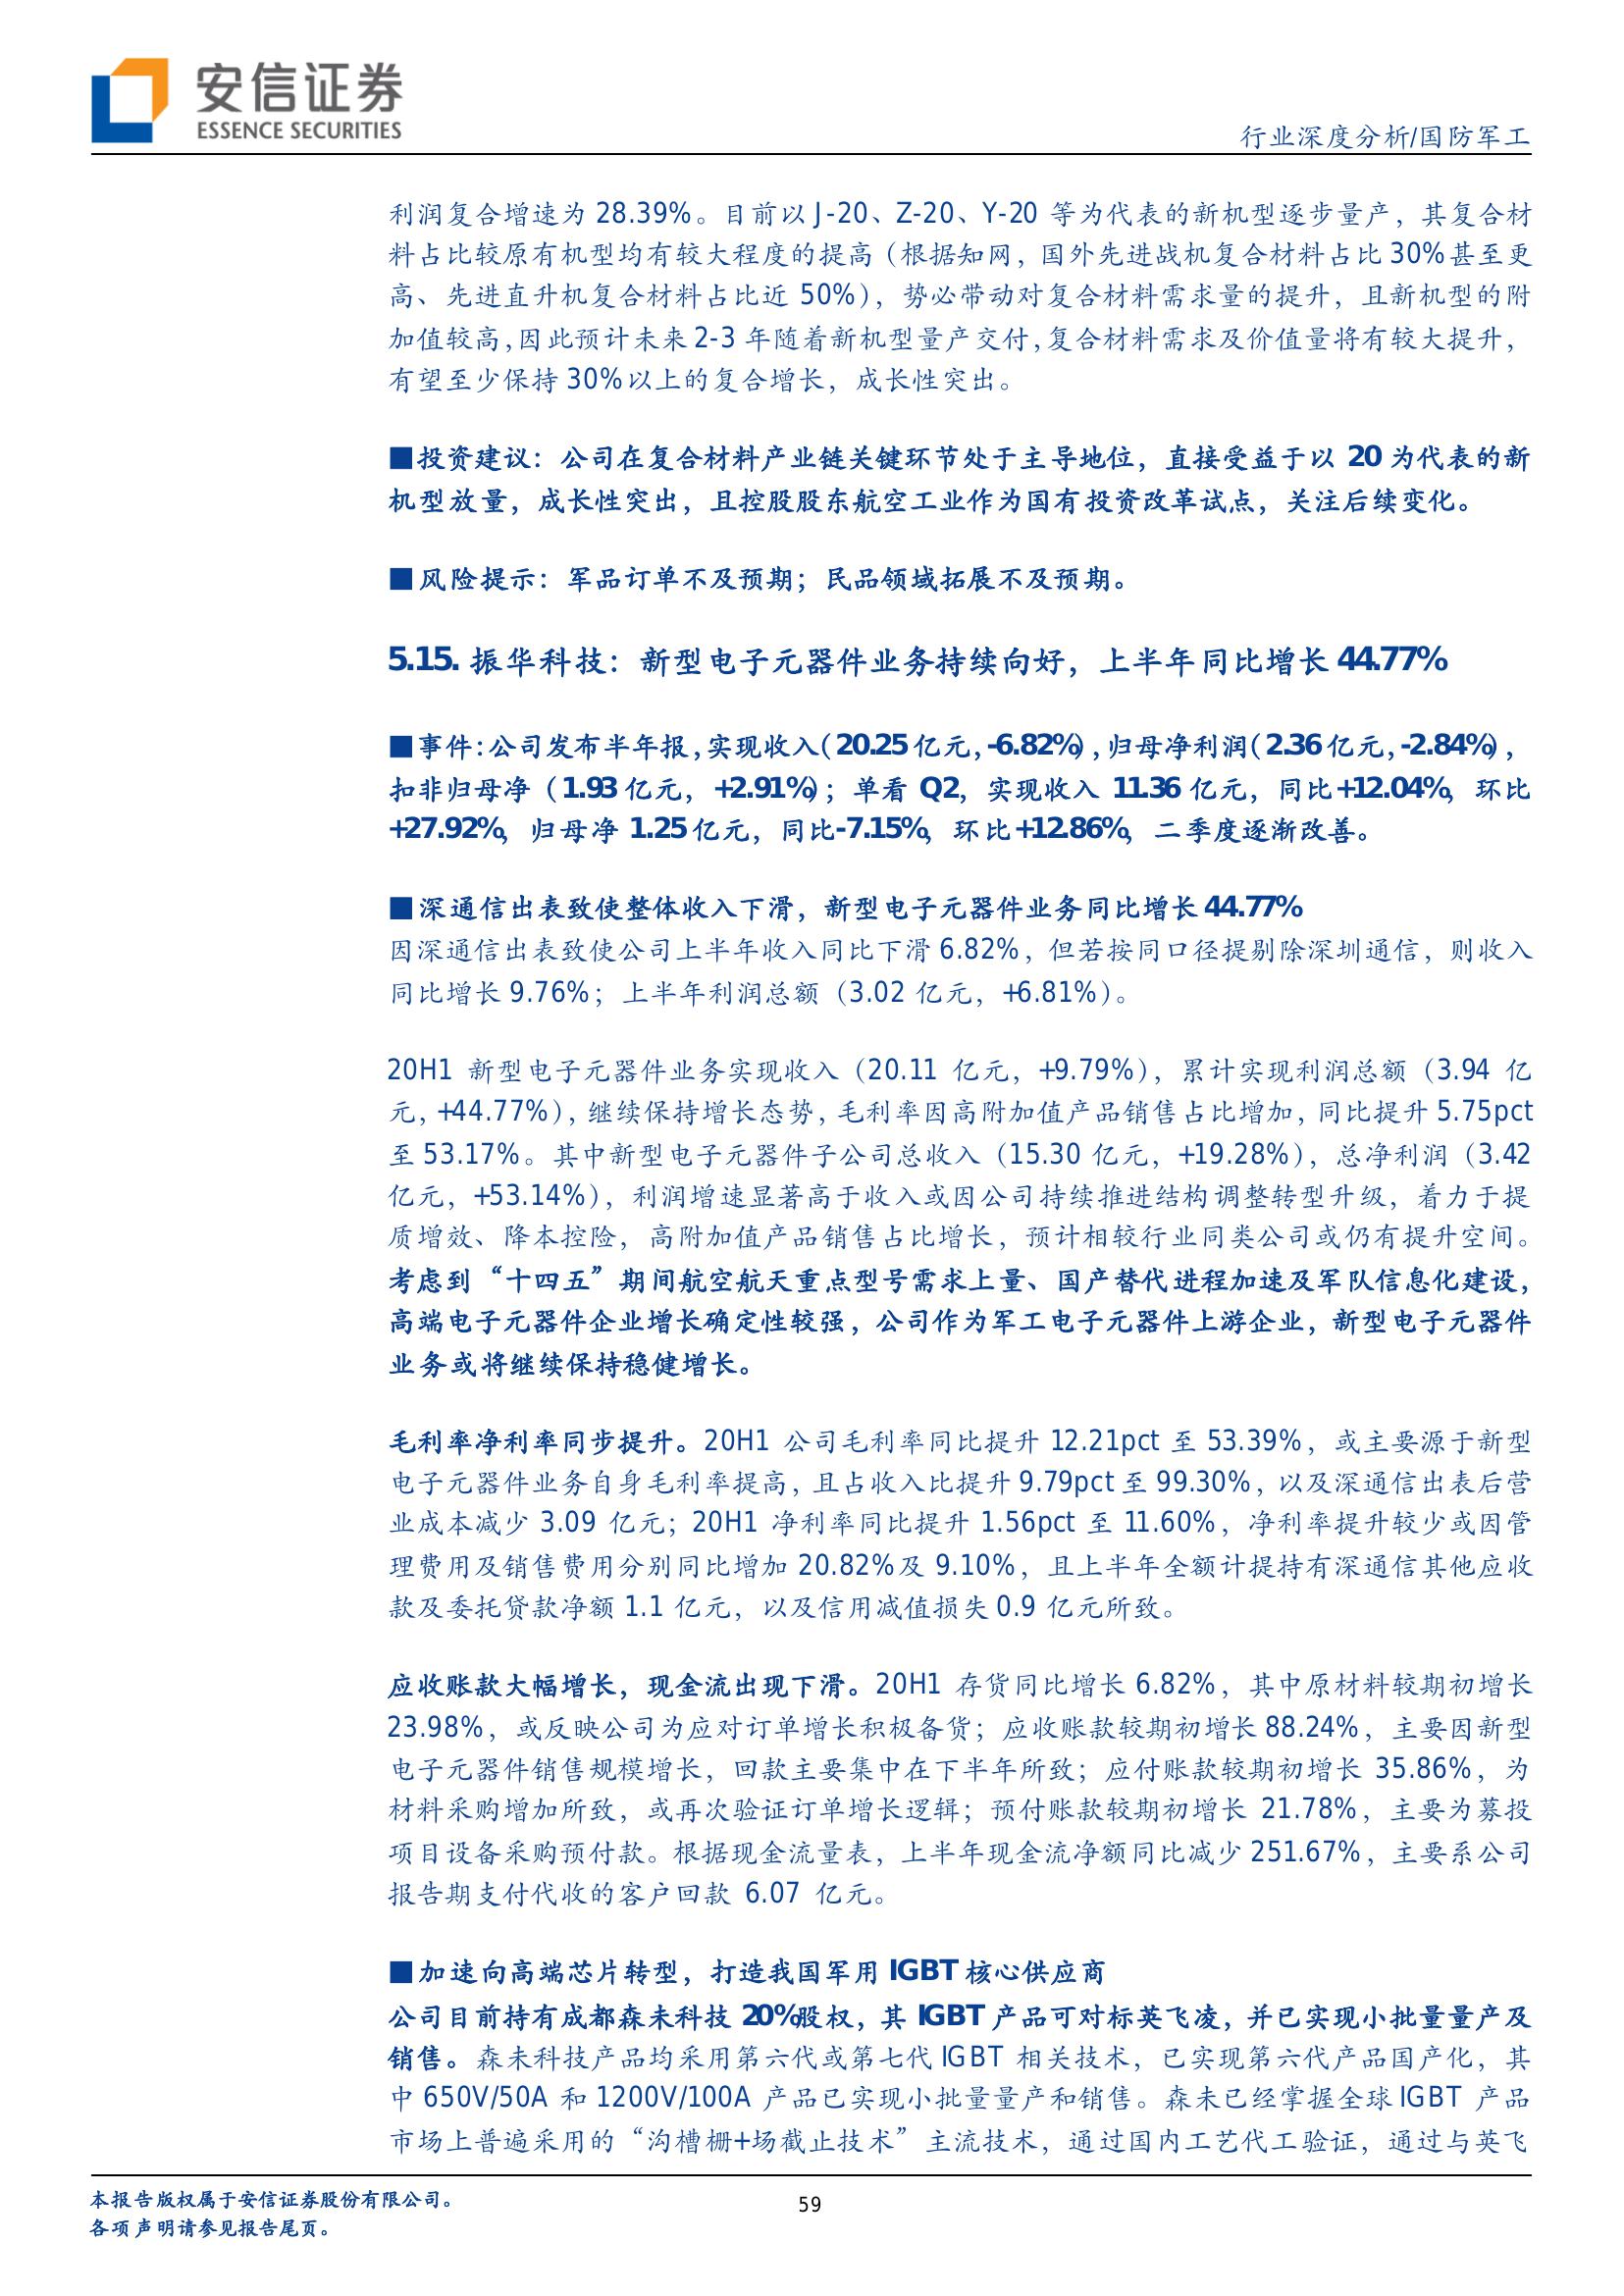 安信证券
ESSENCE SECURITIES
行业深度分析/国防军工
利润复合增速为 28.39%。目前以 J-20、Z-20、Y-20 等为代表的新机型逐步量产，其复合材
料占比较原有机型均有较大程度的提高（根据知网，国外先进战机复合材料占比 30%甚至更
高、先进直升机复合材料占比近 50%），势必带动对复合材料需求量的提升，且新机型的附
加值较高，因此预计未来 2-3 年随着新机型量产交付，复合材料需求及价值量将有较大提升，
有望至少保持 30%以上的复合增长，成长性突出。
■投资建议：公司在复合材料产业链关键环节处于主导地位，直接受益于以 20 为代表的新
机型放量，成长性突出，且控股股东航空工业作为国有投资改革试点，关注后续变化。
■风险提示：军品订单不及预期；民品领域拓展不及预期。
5.15. 振华科技：新型电子元器件业务持续向好，上半年同比增长 44.77%
■事件：公司发布半年报，实现收入（20.25 亿元，-6.82%），归母净利润（2.36 亿元，-2.84%），
扣非归母净（1.93 亿元，+2.91%）；单看 Q2，实现收入 11.36 亿元，同比+12.04%，环比
+27.92%，归母净 1.25 亿元，同比-7.15%，环比+12.86%，二季度逐渐改善。
■深通信出表致使整体收入下滑，新型电子元器件业务同比增长 44.77%
因深通信出表致使公司上半年收入同比下滑 6.82%，但若按同口径提剔除深圳通信，则收入
同比增长 9.76%；上半年利润总额（3.02 亿元，+6.81%）。
20H1 新型电子元器件业务实现收入（20.11 亿元，+9.79%），累计实现利润总额（3.94 亿
元，+44.77%），继续保持增长态势，毛利率因高附加值产品销售占比增加，同比提升 5.75pct
至 53.17%。其中新型电子元器件子公司总收入（15.30 亿元，+19.28%），总净利润（3.42
亿元，+53.14%），利润增速显著高于收入或因公司持续推进结构调整转型升级，着力于提
质增效、降本控险，高附加值产品销售占比增长，预计相较行业同类公司或仍有提升空间。
考虑到“十四五”期间航空航天重点型号需求上量、国产替代进程加速及军队信息化建设，
高端电子元器件企业增长确定性较强，公司作为军工电子元器件上游企业，新型电子元器件
业务或将继续保持稳健增长。
毛利率净利率同步提升。20H1 公司毛利率同比提升 12.21pct 至 53.39%，或主要源于新型
电子元器件业务自身毛利率提高，且占收入比提升 9.79pct 至 99.30%，以及深通信出表后营
业成本减少 3.09 亿元；20H1 净利率同比提升 1.56pct 至 11.60%，净利率提升较少或因管
理费用及销售费用分别同比增加 20.82%及 9.10%，且上半年全额计提持有深通信其他应收
款及委托贷款净额 1.1 亿元，以及信用减值损失 0.9 亿元所致。
应收账款大幅增长，现金流出现下滑。20H1 存货同比增长 6.82%，其中原材料较期初增长
23.98%，或反映公司为应对订单增长积极备货；应收账款较期初增长 88.24%，主要因新型
电子元器件销售规模增长，回款主要集中在下半年所致；应付账款较期初增长 35.86%，为
材料采购增加所致，或再次验证订单增长逻辑；预付账款较期初增长 21.78%，主要为募投
项目设备采购预付款。根据现金流量表，上半年现金流净额同比减少 251.67%，主要系公司
报告期支付代收的客户回款 6.07 亿元。
■加速向高端芯片转型，打造我国军用 IGBT 核心供应商
公司目前持有成都森未科技 20%股权，其 IGBT 产品可对标英飞凌，并已实现小批量量产及
销售。森未科技产品均采用第六代或第七代 IGBT 相关技术，已实现第六代产品国产化，其
中 650V/50A 和 1200V/100A 产品已实现小批量量产和销售。森未已经掌握全球 IGBT 产品
市场上普遍采用的“沟槽栅+场截止技术”主流技术，通过国内工艺代工验证，通过与英飞
本报告版权属于安信证券股份有限公司。
59
各项声明请参见报告尾页。